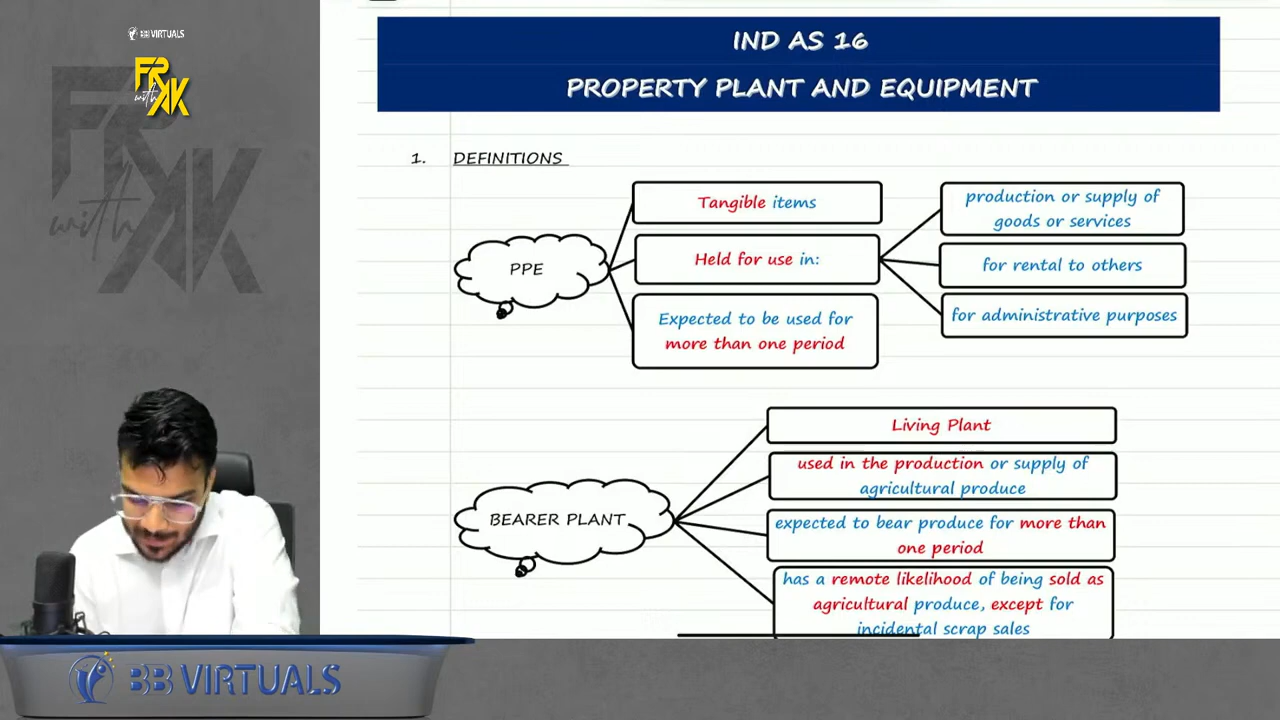 BB VIRTUALS
FR
with
AK
FR
with
AK
IND AS 16
PROPERTY PLANT AND EQUIPMENT
1. DEFINITIONS
PPE
Tangible items
Held for use in:
Expected to be used for
more than one period
production or supply of
goods or services
for rental to others
for administrative purposes
BEARER PLANT
Living Plant
used in the production or supply of
agricultural produce
expected to bear produce for more than
one period
has a remote likelihood of being sold as
agricultural produce, except for
incidental scrap sales
BB VIRTUALS